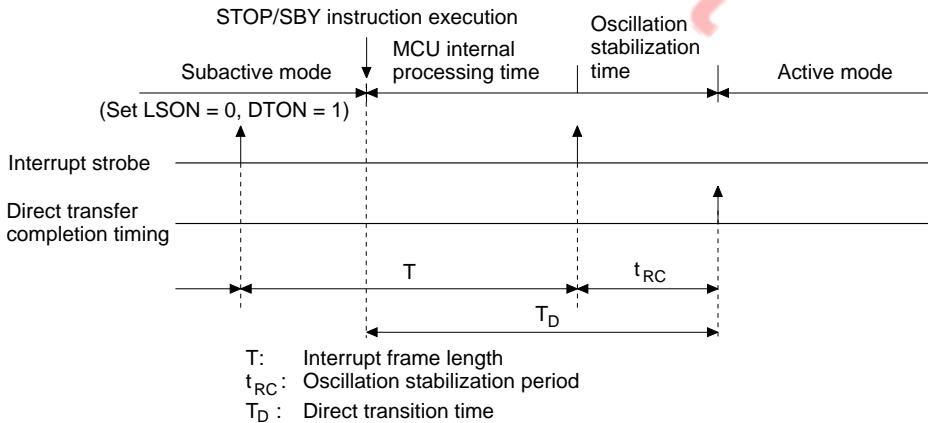 STOP/SBY instruction execution
Oscillation
stabilization
time
MCU internal
processing time
Subactive mode
Active mode
(Set LSON = 0, DTON = 1)
Interrupt strobe
Direct transfer
completion timing
T
tRC
TD
T: Interrupt frame length
tRC : Oscillation stabilization period
TD : Direct transition time